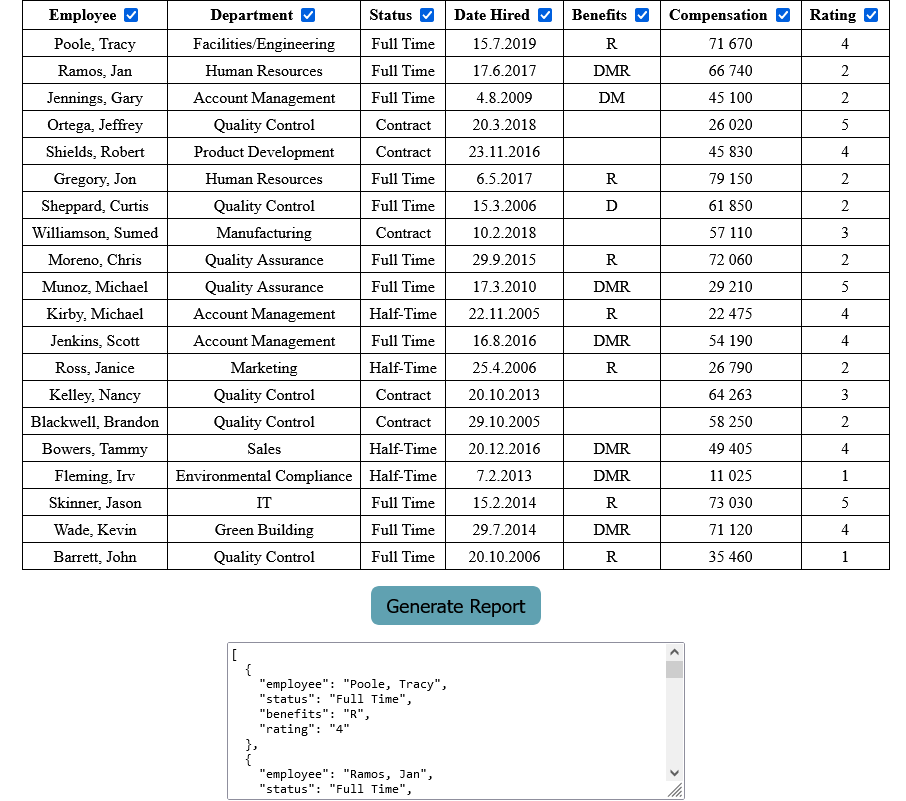 Employee Department Status Date Hired Benefits Compensation Rating
Poole, Tracy Facilities/Engineering Full Time 15.7.2019 R 71 670 4
Ramos, Jan Human Resources Full Time 17.6.2017 DMR 66 740 2
Jennings, Gary Account Management Full Time 4.8.2009 DM 45 100 2
Ortega, Jeffrey Quality Control Contract 20.3.2018 26 020 5
Shields, Robert Product Development Contract 23.11.2016 45 830 4
Gregory, Jon Human Resources Full Time 6.5.2017 R 79 150 2
Sheppard, Curtis Quality Control Full Time 15.3.2006 D 61 850 2
Williamson, Sumed Manufacturing Contract 10.2.2018 57 110 3
Moreno, Chris Quality Assurance Full Time 29.9.2015 R 72 060 2
Munoz, Michael Quality Assurance Full Time 17.3.2010 DMR 29 210 5
Kirby, Michael Account Management Half-Time 22.11.2005 R 22 475 4
Jenkins, Scott Account Management Full Time 16.8.2016 DMR 54 190 4
Ross, Janice Marketing Half-Time 25.4.2006 R 26 790 2
Kelley, Nancy Quality Control Contract 20.10.2013 64 263 3
Blackwell, Brandon Quality Control Contract 29.10.2005 58 250 2
Bowers, Tammy Sales Half-Time 20.12.2016 DMR 49 405 4
Fleming, Irv Environmental Compliance Half-Time 7.2.2013 DMR 11 025 1
Skinner, Jason IT Full Time 15.2.2014 R 73 030 5
Wade, Kevin Green Building Full Time 29.7.2014 DMR 71 120 4
Barrett, John Quality Control Full Time 20.10.2006 R 35 460 1
Generate Report
[
{
"employee": "Poole, Tracy",
"status": "Full Time",
"benefits": "R",
"rating": "4"
},
{
"employee": "Ramos, Jan",
"status": "Full Time",